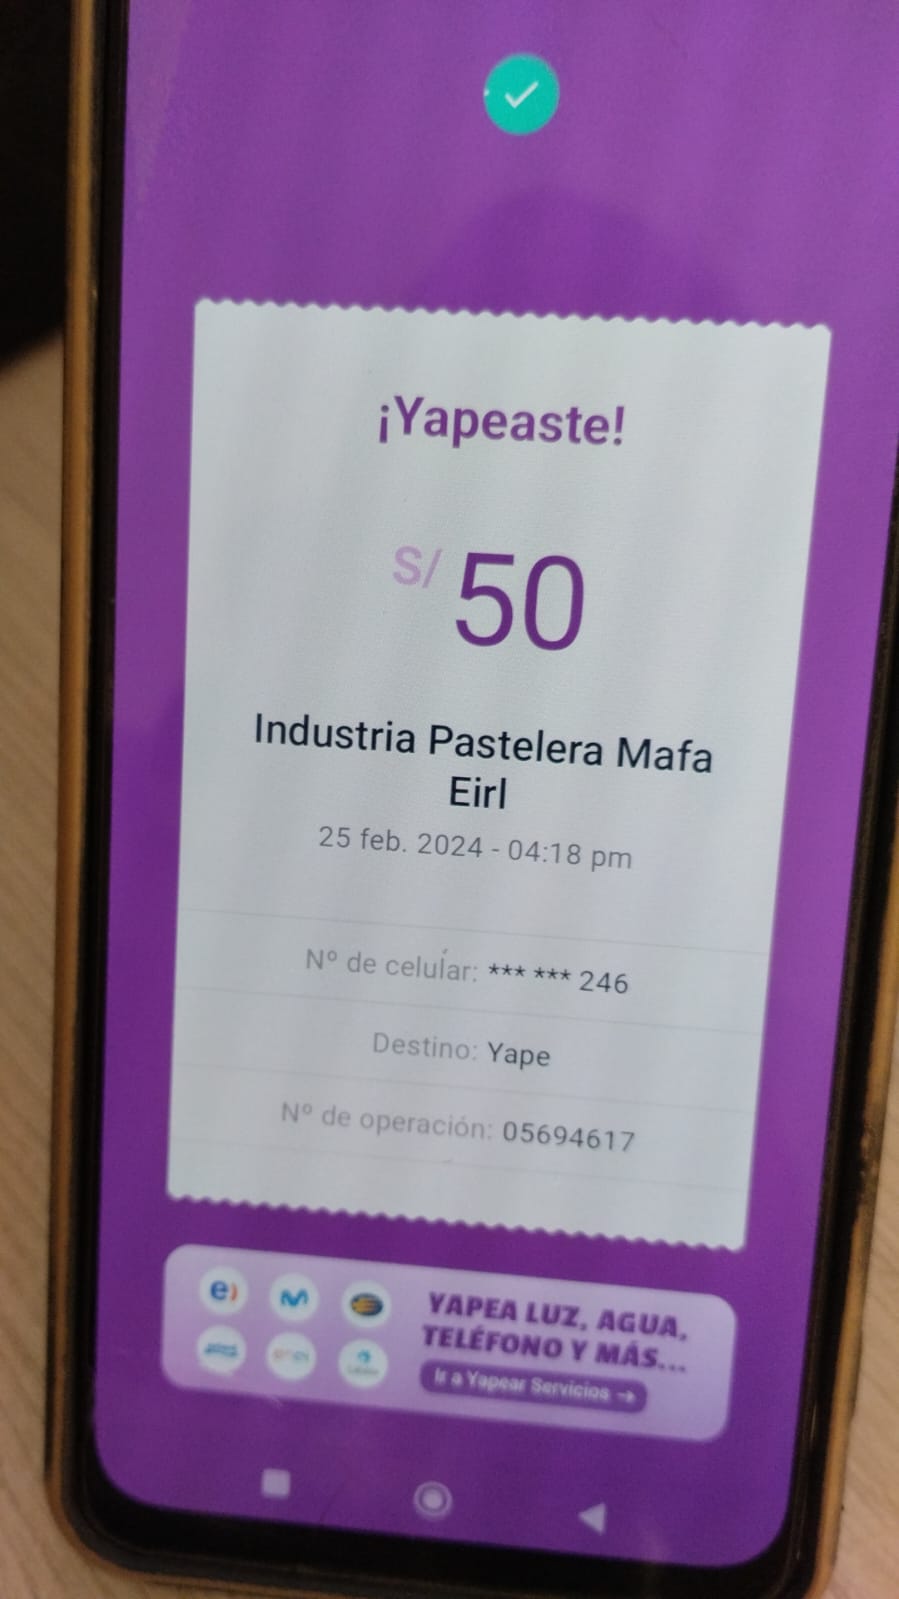 ¡Yapeaste!
S/ 50
Industria Pastelera Mafa
Eirl
25 feb. 2024 - 04:18 pm
Nº de celular: *** *** 246
Destino: Yape
Nº de operación: 05694617
YAPEA LUZ, AGUA,
TELÉFONO Y MÁS...
Ir a Yapear Servicios →